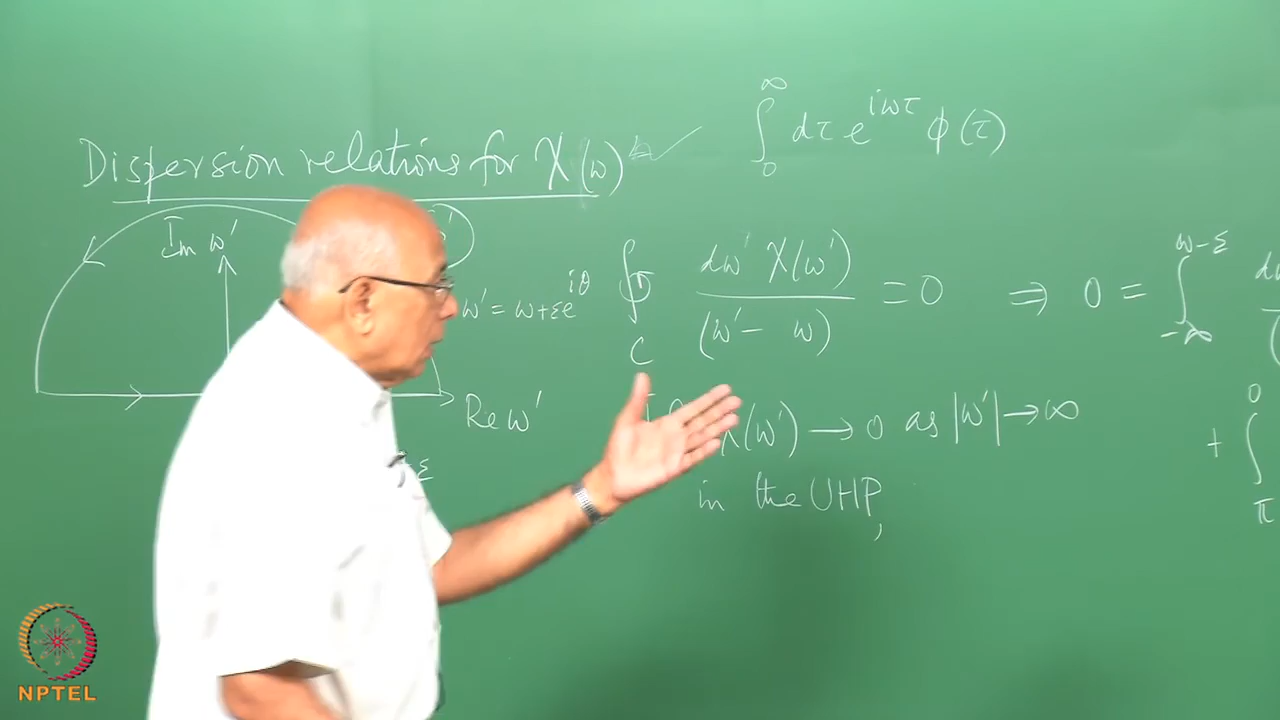 Dispersion relations for χ(ω)
∫_0^∞ dτ e^{iωτ} φ(τ)
Im ω′
ω′ = ω + εe^{iθ}
Re ω′
ε
∮_C dω′ χ(ω′) / (ω′ − ω) = 0 ⇒ 0 = ∫_{−∞}^{ω−ε}
χ(ω′) → 0 as |ω′| → ∞
in the UHP,
+ ∫_π^0
NPTEL